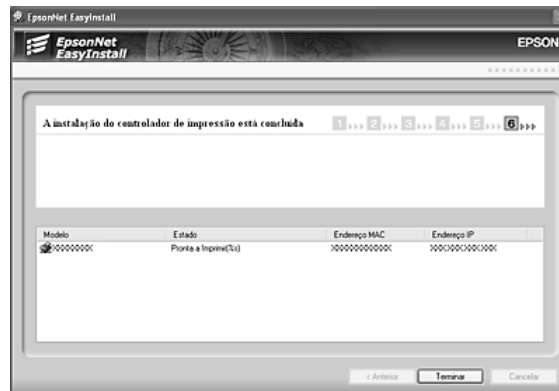 EpsonNet EasyInstall
EpsonNet
EasyInstall
EPSON
A instalação do controlador de impressão está concluída
1 2 3 4 5 6
Modelo Estado Endereço MAC Endereço IP
XXXXXXXX Pronta a Imprimir(%s) XXXXXXXXXXXX XXX.XXX.XXX.XXX
< Anterior Terminar Cancelar